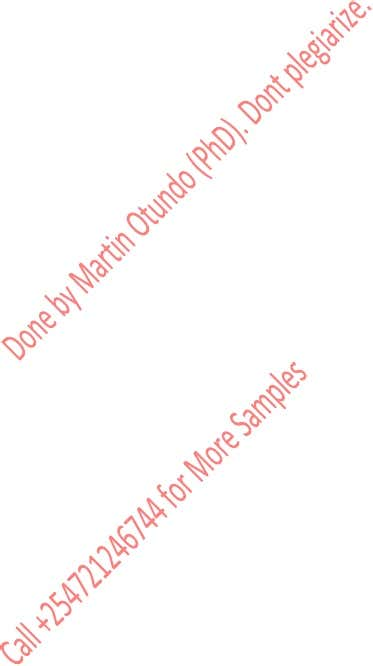 Done by Martin Otundo (PhD). Dont plegiarize.
Call +254721246744 for More Samples